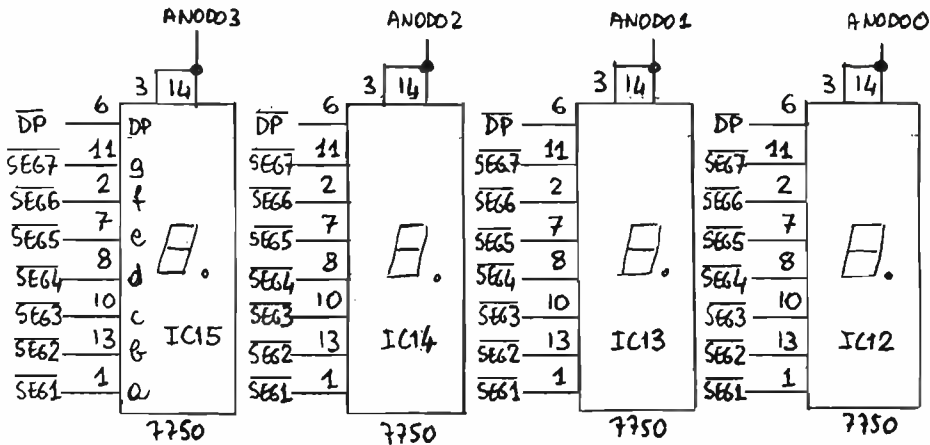 ANODO3 ANODO2 ANODO1 ANODO0
3 14 3 14 3 14 3 14
DP 6 DP DP 6 DP 6 DP 6
SEG7 11 g SEG7 11 SEG7 11 SEG7 11
SEG6 2 f SEG6 2 SEG6 2 SEG6 2
SEG5 7 e SEG5 7 SEG5 7 SEG5 7
SEG4 8 d SEG4 8 SEG4 8 SEG4 8
SEG3 10 c SEG3 10 SEG3 10 SEG3 10
SEG2 13 b IC15 SEG2 13 IC14 SEG2 13 IC13 SEG2 13 IC12
SEG1 1 a SEG1 1 SEG1 1 SEG1 1
7750 7750 7750 7750